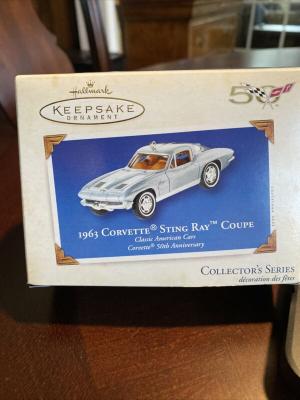 Hallmark
KEEPSAKE
ORNAMENT
50
1963 CORVETTE® STING RAY™ COUPE
Classic American Cars
Corvette® 50th Anniversary
COLLECTOR'S SERIES
décoration des fêtes